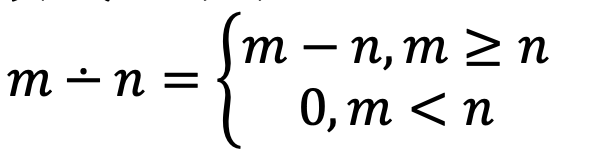 m ∸ n = {m − n, m ≥ n
0, m < n